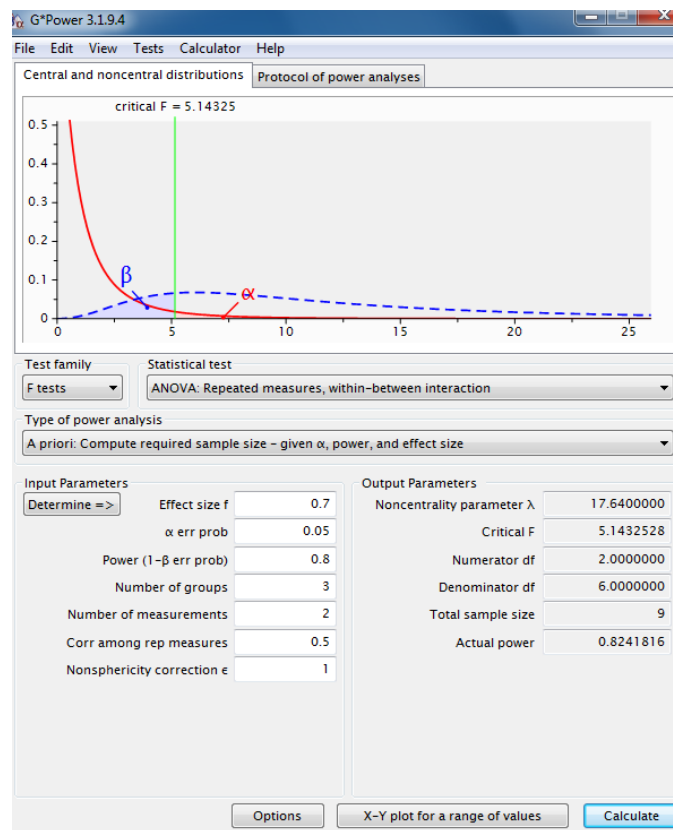 G*Power 3.1.9.4
File Edit View Tests Calculator Help
Central and noncentral distributions Protocol of power analyses
critical F = 5.14325
0.5
0.4
0.3
0.2
0.1
0
β
α
0 5 10 15 20 25
Test family Statistical test
F tests ANOVA: Repeated measures, within-between interaction
Type of power analysis
A priori: Compute required sample size - given α, power, and effect size
Input Parameters Output Parameters
Determine => Effect size f 0.7 Noncentrality parameter λ 17.6400000
α err prob 0.05 Critical F 5.1432528
Power (1-β err prob) 0.8 Numerator df 2.0000000
Number of groups 3 Denominator df 6.0000000
Number of measurements 2 Total sample size 9
Corr among rep measures 0.5 Actual power 0.8241816
Nonsphericity correction ϵ 1
Options X-Y plot for a range of values Calculate